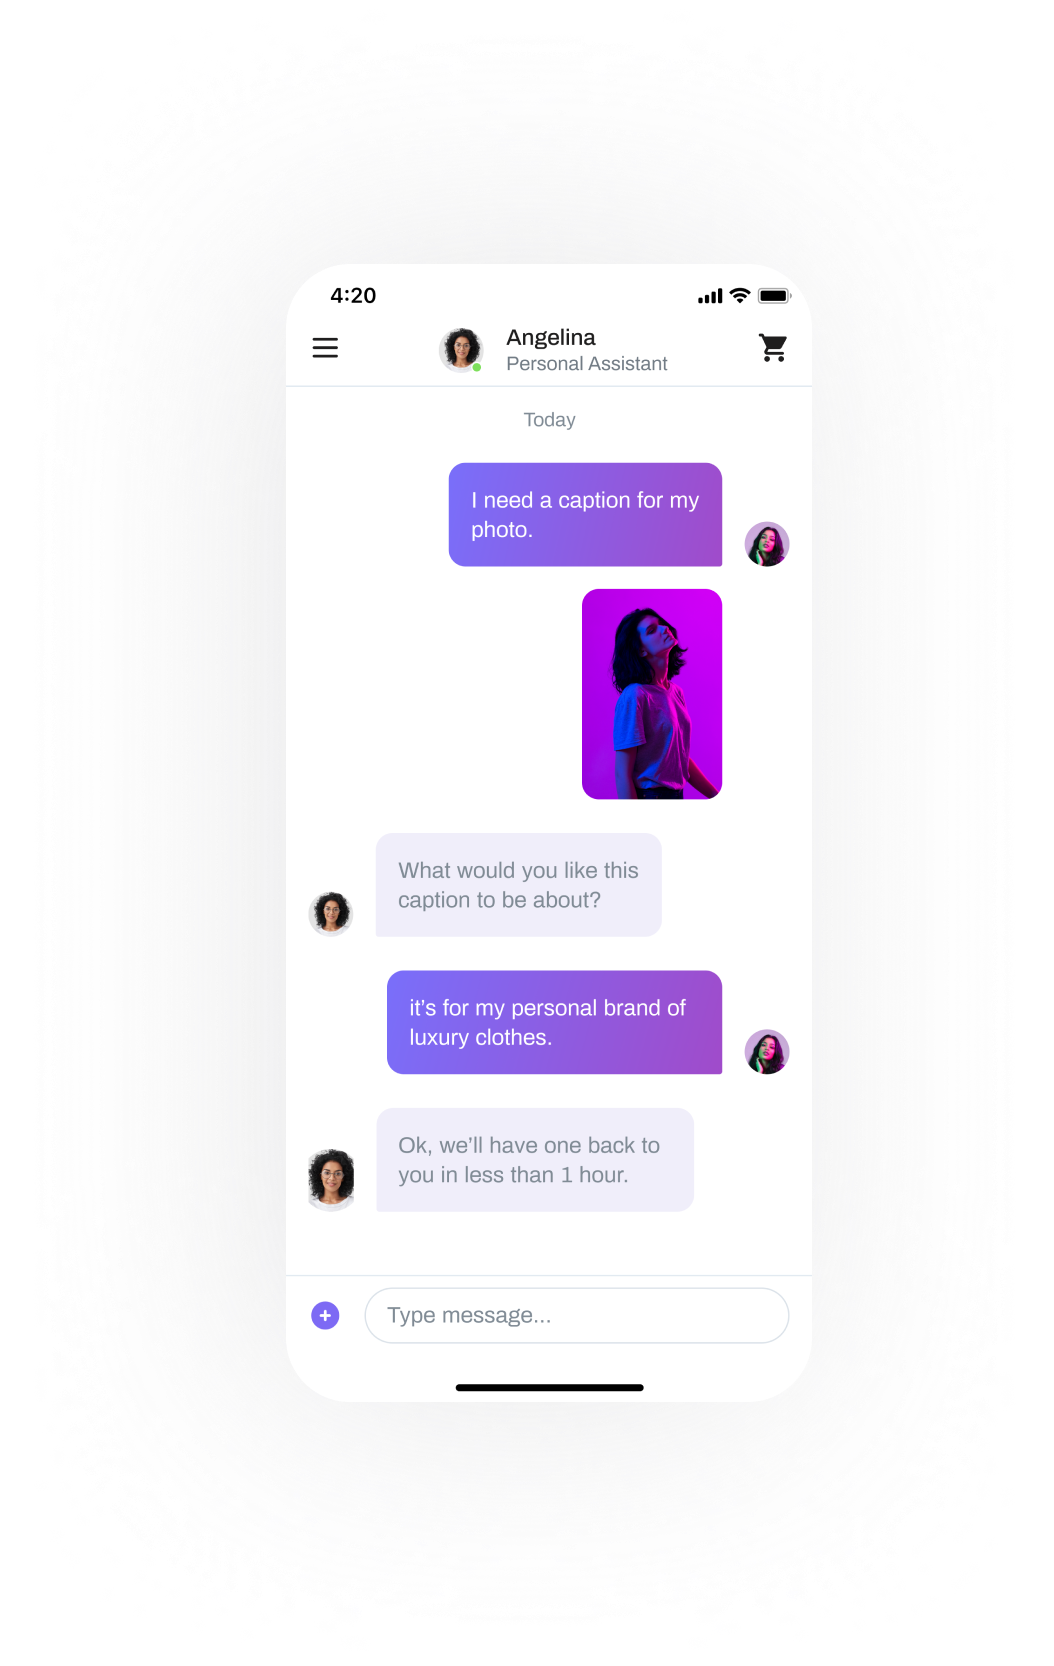 4:20
Angelina
Personal Assistant
Today
I need a caption for my
photo.
What would you like this
caption to be about?
it’s for my personal brand of
luxury clothes.
Ok, we’ll have one back to
you in less than 1 hour.
Type message...